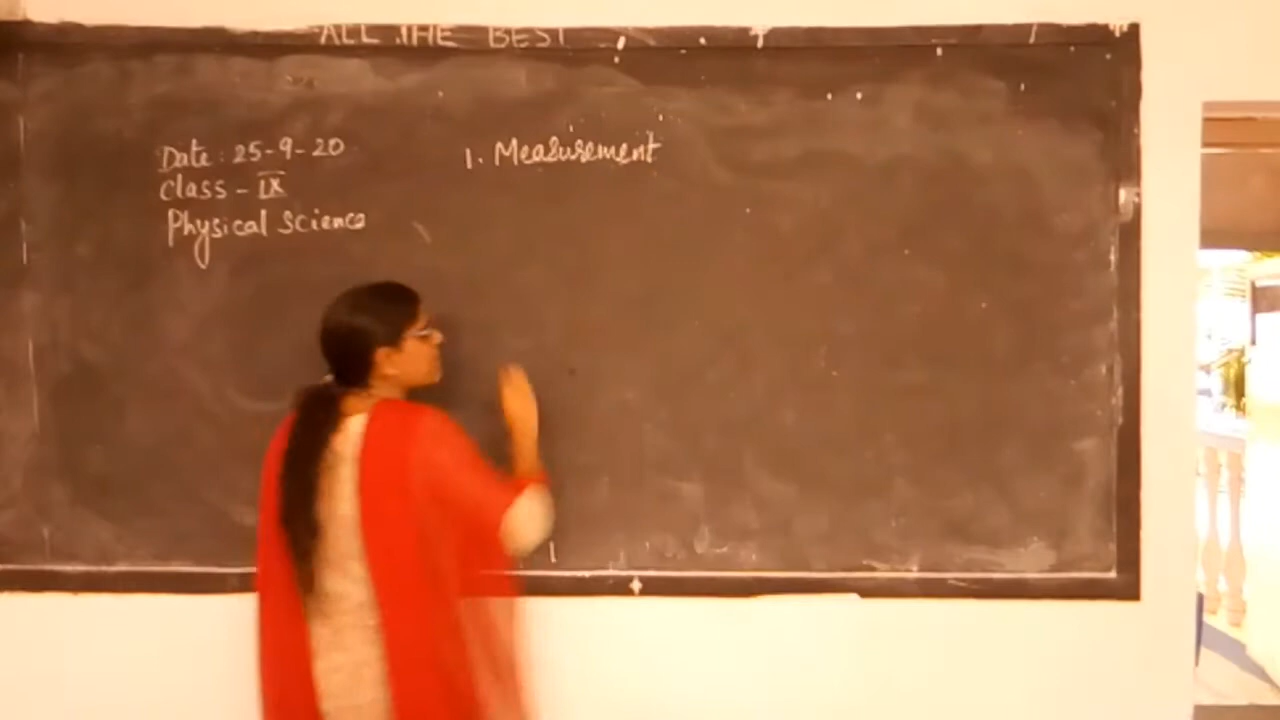 ALL THE BEST
Date : 25-9-20
Class - IX
Physical Science
1. Measurement